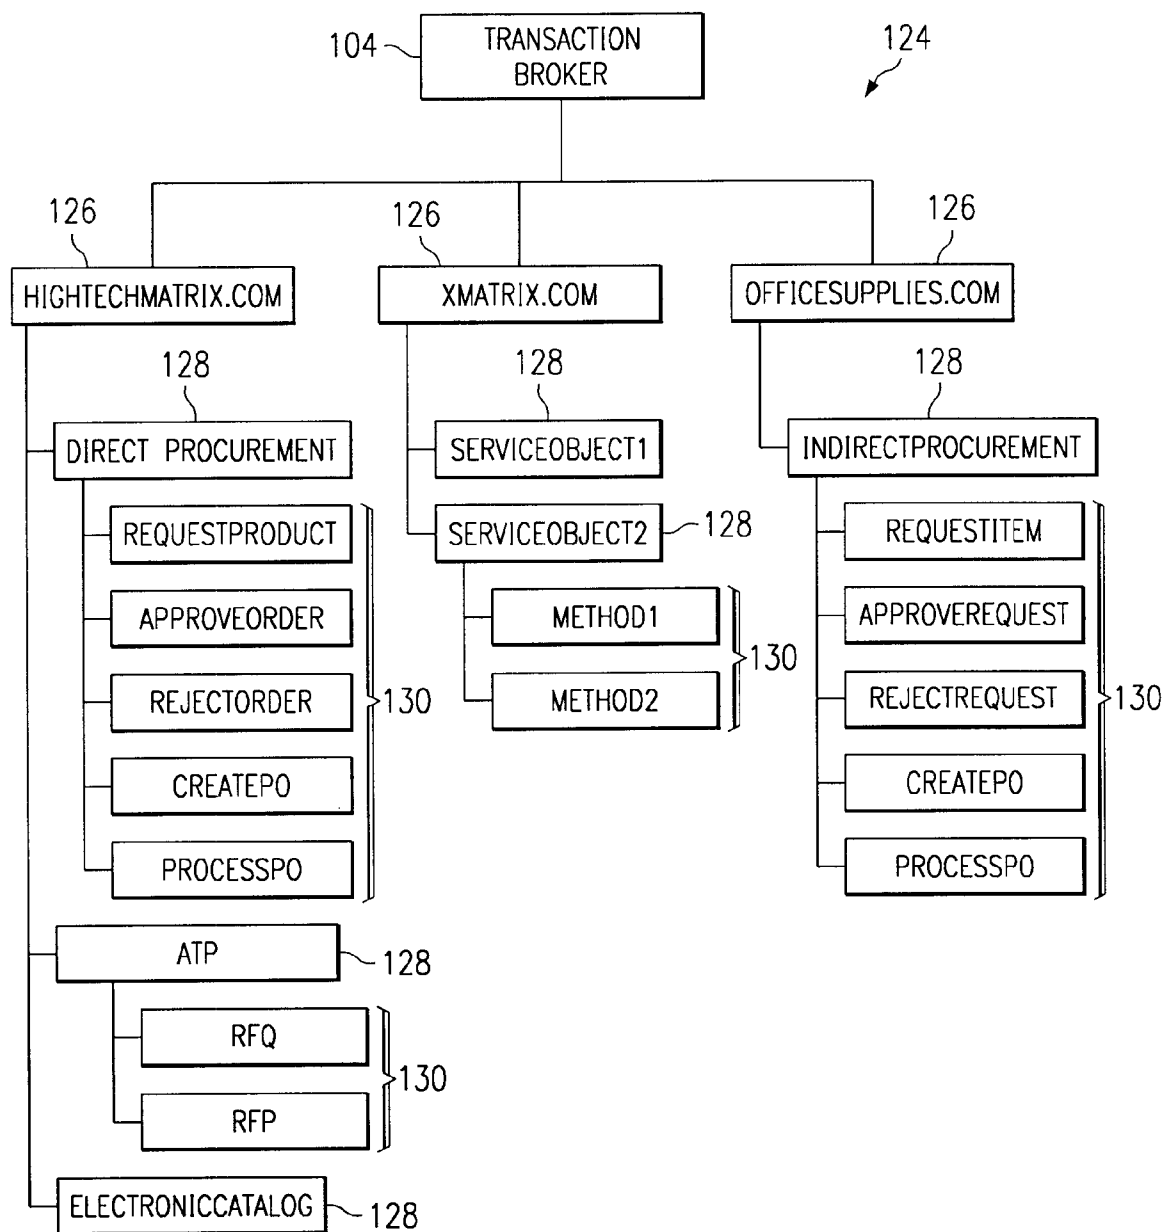 104
TRANSACTION
BROKER
124
126
HIGHTECHMATRIX.COM
128
DIRECT PROCUREMENT
REQUESTPRODUCT
APPROVEORDER
REJECTORDER
CREATEPO
PROCESSPO
130
ATP
128
RFQ
RFP
130
ELECTRONICCATALOG
128
126
XMATRIX.COM
128
SERVICEOBJECT1
SERVICEOBJECT2
128
METHOD1
METHOD2
130
126
OFFICESUPPLIES.COM
128
INDIRECTPROCUREMENT
REQUESTITEM
APPROVEREQUEST
REJECTREQUEST
CREATEPO
PROCESSPO
130